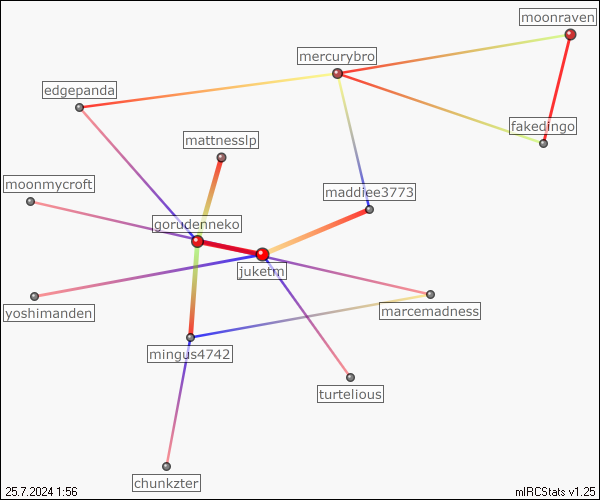 moonraven
mercurybro
edgepanda
fakedingo
mattnesslp
moonmycroft
maddiee3773
gorudenneko
juketm
yoshimanden
marcemadness
mingus4742
turtelious
chunkzter
25.7.2024 1:56
mIRCStats v1.25